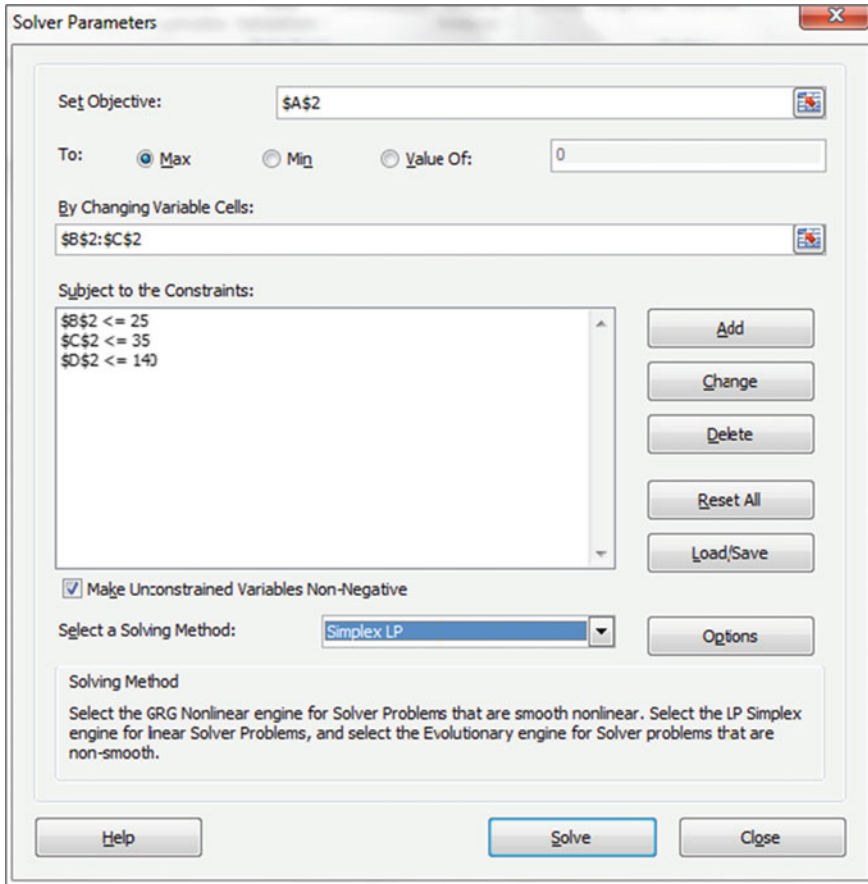 Solver Parameters
Set Objective: $A$2
To: Max Min Value Of: 0
By Changing Variable Cells:
$B$2:$C$2
Subject to the Constraints:
$B$2 <= 25
$C$2 <= 35
$D$2 <= 140
Add
Change
Delete
Reset All
Load/Save
Make Unconstrained Variables Non-Negative
Select a Solving Method: Simplex LP Options
Solving Method
Select the GRG Nonlinear engine for Solver Problems that are smooth nonlinear. Select the LP Simplex
engine for linear Solver Problems, and select the Evolutionary engine for Solver problems that are
non-smooth.
Help Solve Close